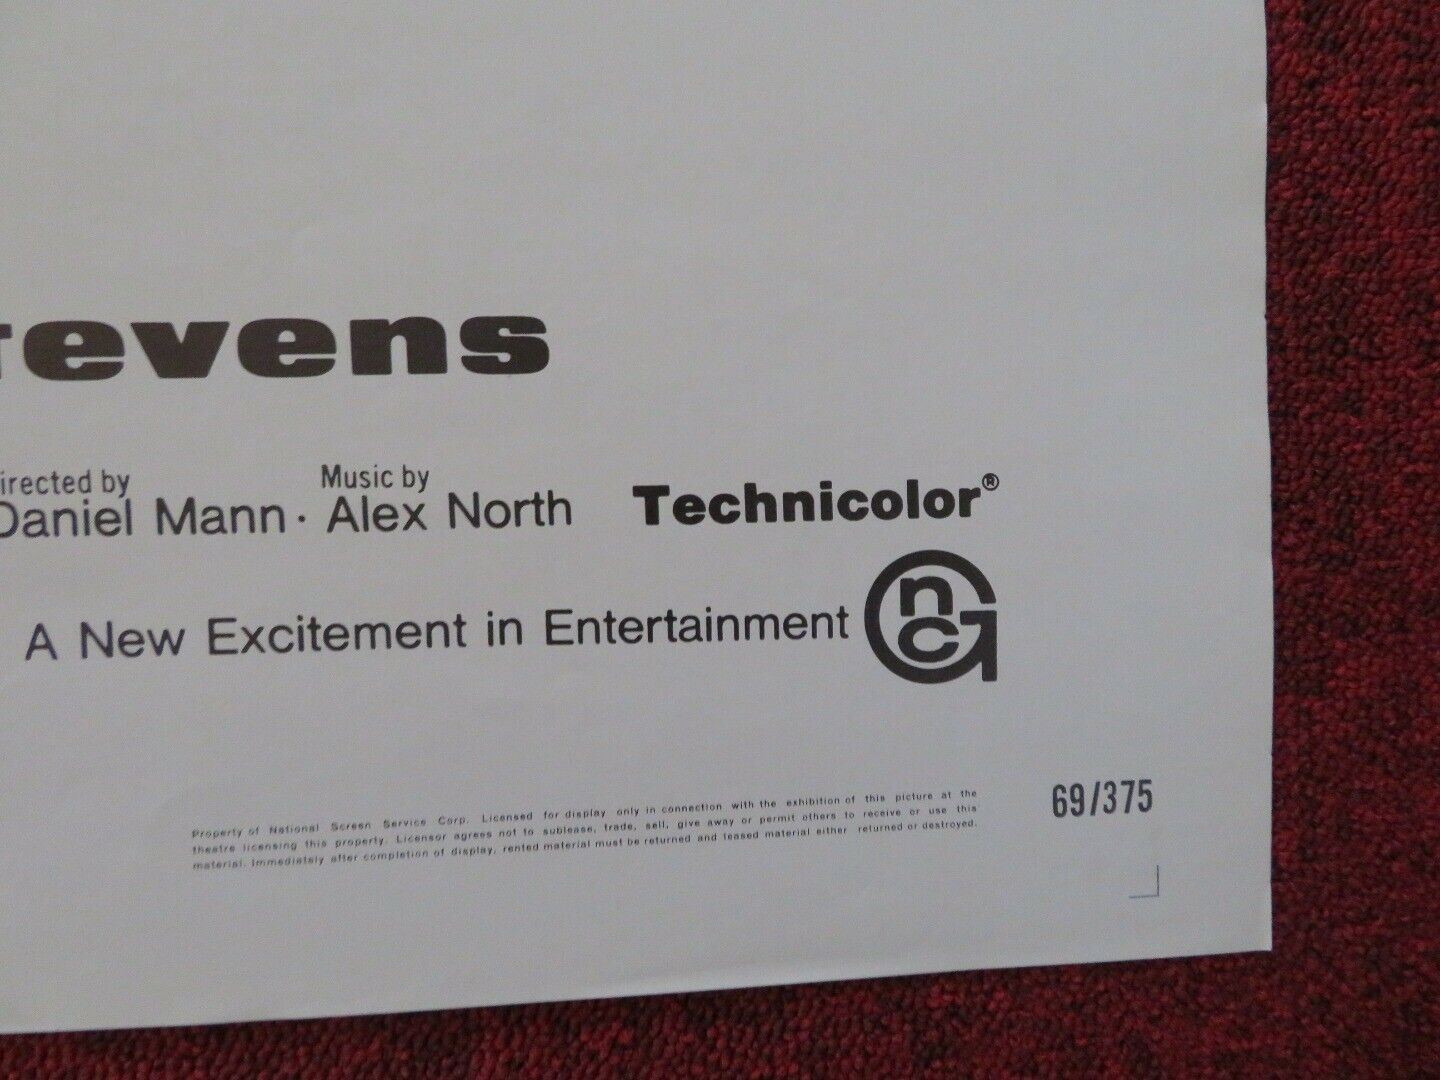 tevens
irected by
Daniel Mann · Music by Alex North Technicolor®
A New Excitement in Entertainment ncG
69/375
Property of National Screen Service Corp. Licensed for display only in connection with the exhibition of this picture at the
theatre licensing this property. Licensor agrees not to sublease, trade, sell, give away or permit others to receive or use this
material. Immediately after completion of display, rented material must be returned and leased material either returned or destroyed.